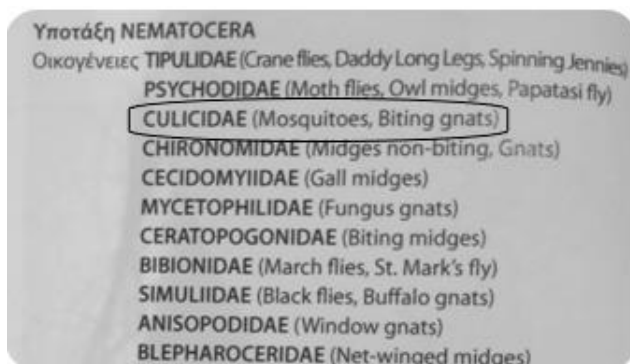 Υποτάξη NEMATOCERA
Οικογένειες TIPULIDAE (Crane flies, Daddy Long Legs, Spinning Jennies)
PSYCHODIDAE (Moth flies, Owl midges, Papatasi fly)
CULICIDAE (Mosquitoes, Biting gnats)
CHIRONOMIDAE (Midges non-biting, Gnats)
CECIDOMYIIDAE (Gall midges)
MYCETOPHILIDAE (Fungus gnats)
CERATOPOGONIDAE (Biting midges)
BIBIONIDAE (March flies, St. Mark's fly)
SIMULIIDAE (Black flies, Buffalo gnats)
ANISOPODIDAE (Window gnats)
BLEPHAROCERIDAE (Net-winged midges)